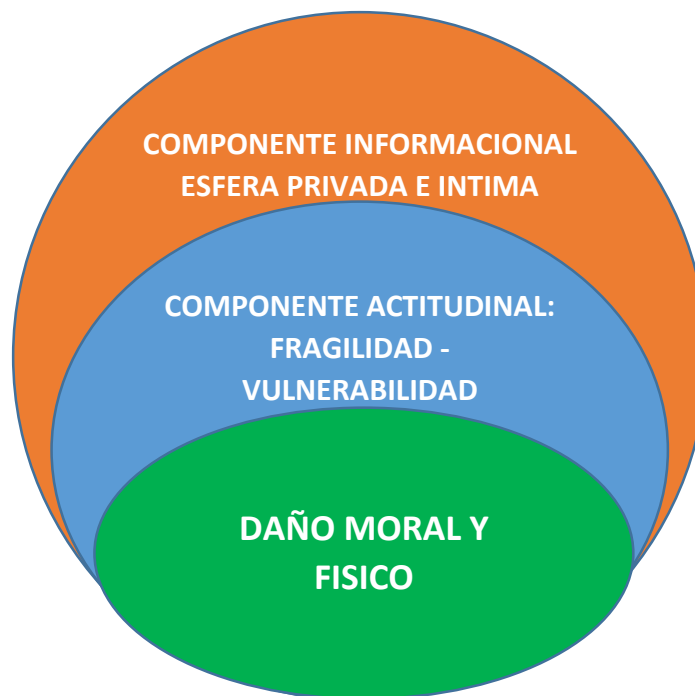 COMPONENTE INFORMACIONAL
ESFERA PRIVADA E INTIMA
COMPONENTE ACTITUDINAL:
FRAGILIDAD -
VULNERABILIDAD
DAÑO MORAL Y
FISICO